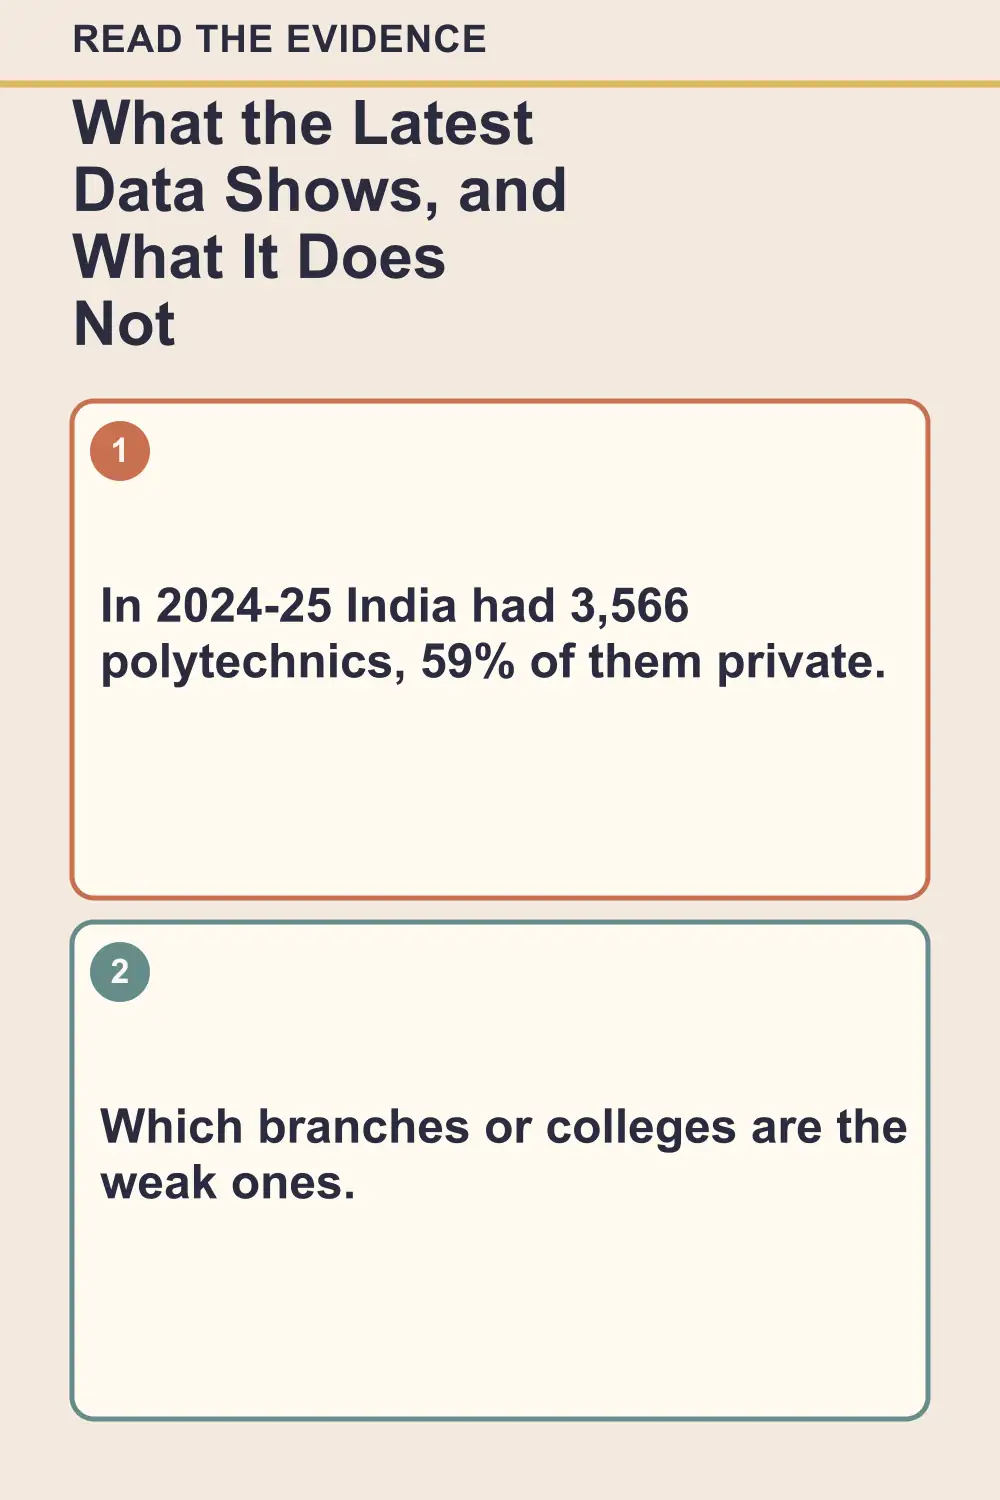 READ THE EVIDENCE
What the Latest
Data Shows, and
What It Does
Not
1
In 2024-25 India had 3,566
polytechnics, 59% of them private.
2
Which branches or colleges are the
weak ones.